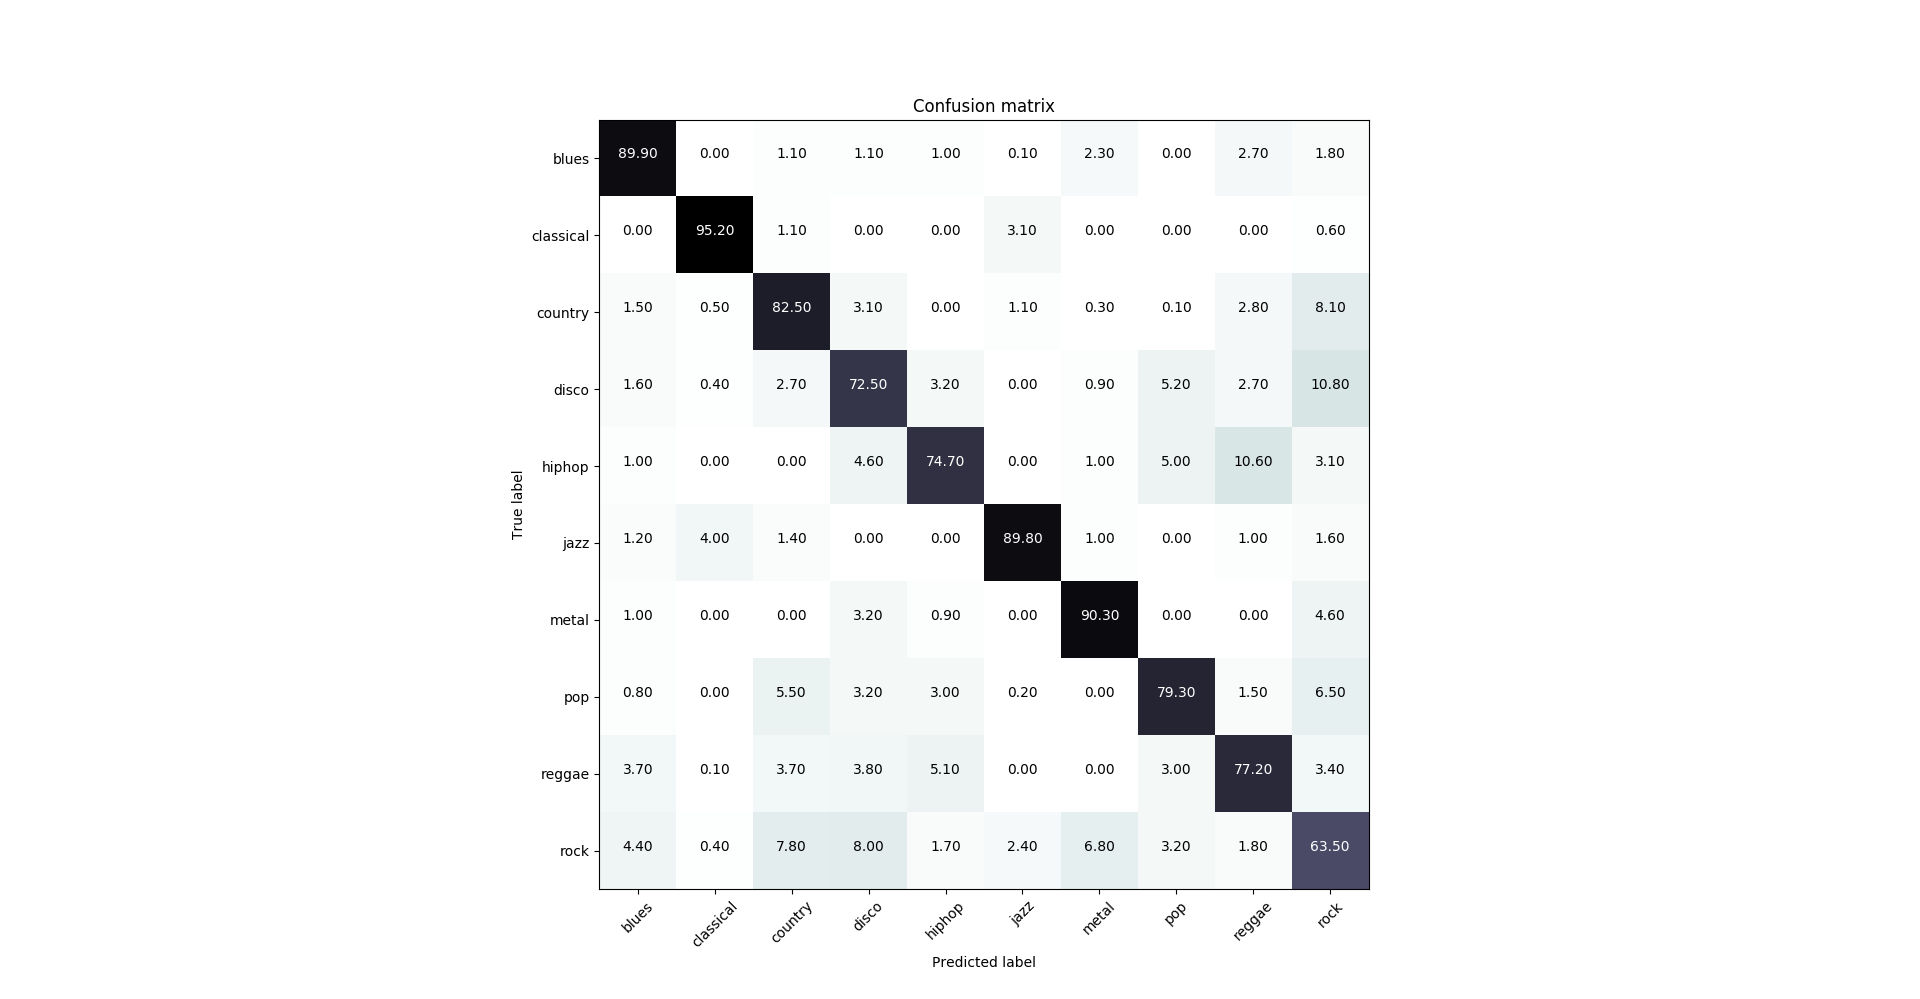 Confusion matrix
blues 89.90 0.00 1.10 1.10 1.00 0.10 2.30 0.00 2.70 1.80
classical 0.00 95.20 1.10 0.00 0.00 3.10 0.00 0.00 0.00 0.60
country 1.50 0.50 82.50 3.10 0.00 1.10 0.30 0.10 2.80 8.10
disco 1.60 0.40 2.70 72.50 3.20 0.00 0.90 5.20 2.70 10.80
hiphop 1.00 0.00 0.00 4.60 74.70 0.00 1.00 5.00 10.60 3.10
True label
jazz 1.20 4.00 1.40 0.00 0.00 89.80 1.00 0.00 1.00 1.60
metal 1.00 0.00 0.00 3.20 0.90 0.00 90.30 0.00 0.00 4.60
pop 0.80 0.00 5.50 3.20 3.00 0.20 0.00 79.30 1.50 6.50
reggae 3.70 0.10 3.70 3.80 5.10 0.00 0.00 3.00 77.20 3.40
rock 4.40 0.40 7.80 8.00 1.70 2.40 6.80 3.20 1.80 63.50
blues classical country disco hiphop jazz metal pop reggae rock
Predicted label